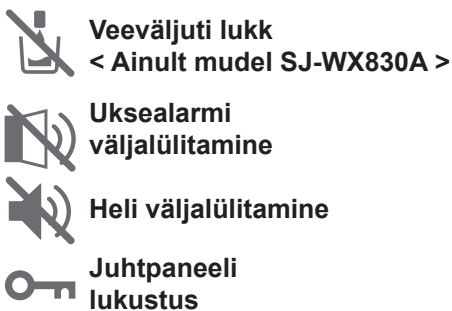 Veeväljuti lukk
< Ainult mudel SJ-WX830A >
Uksealarmi
väljalülitamine
Heli väljalülitamine
Juhtpaneeli
lukustus